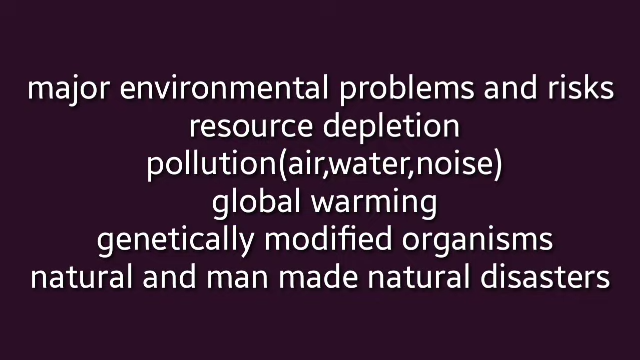 major environmental problems and risks
resource depletion
pollution(air,water,noise)
global warming
genetically modified organisms
natural and man made natural disasters